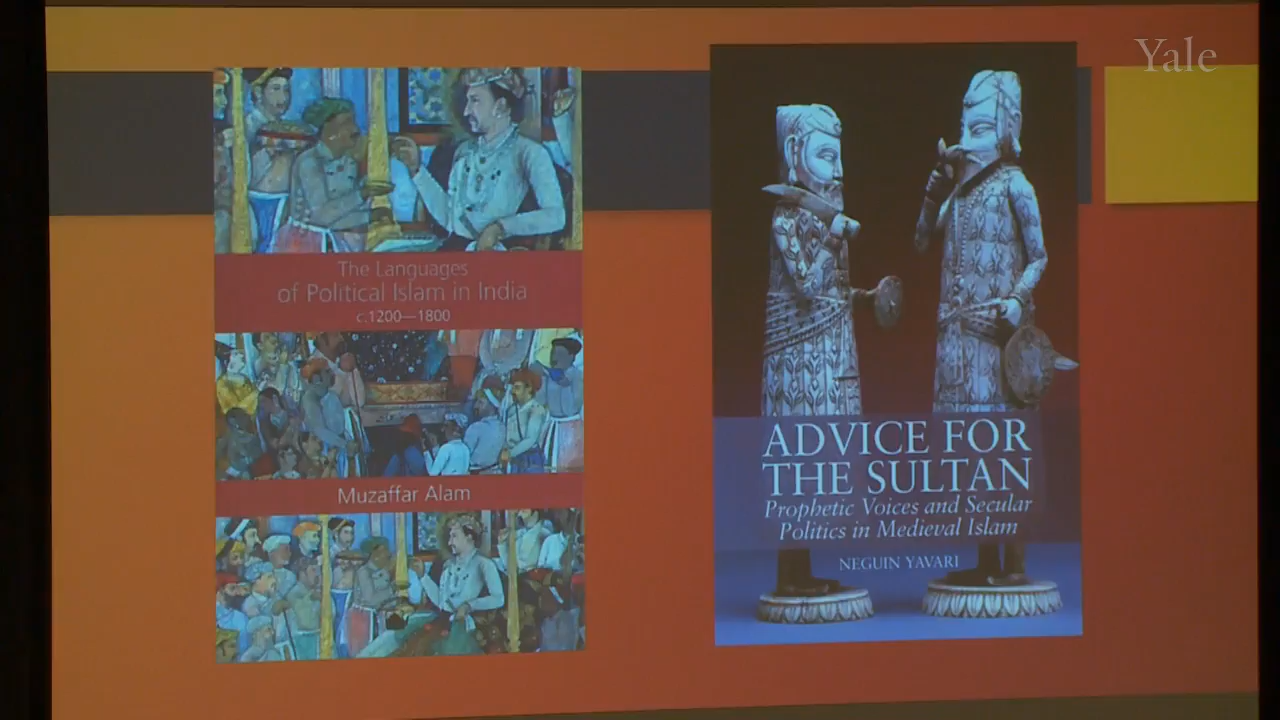 Yale
The Languages
of Political Islam in India
c.1200—1800
Muzaffar Alam
ADVICE FOR
THE SULTAN
Prophetic Voices and Secular
Politics in Medieval Islam
NEGUIN YAVARI